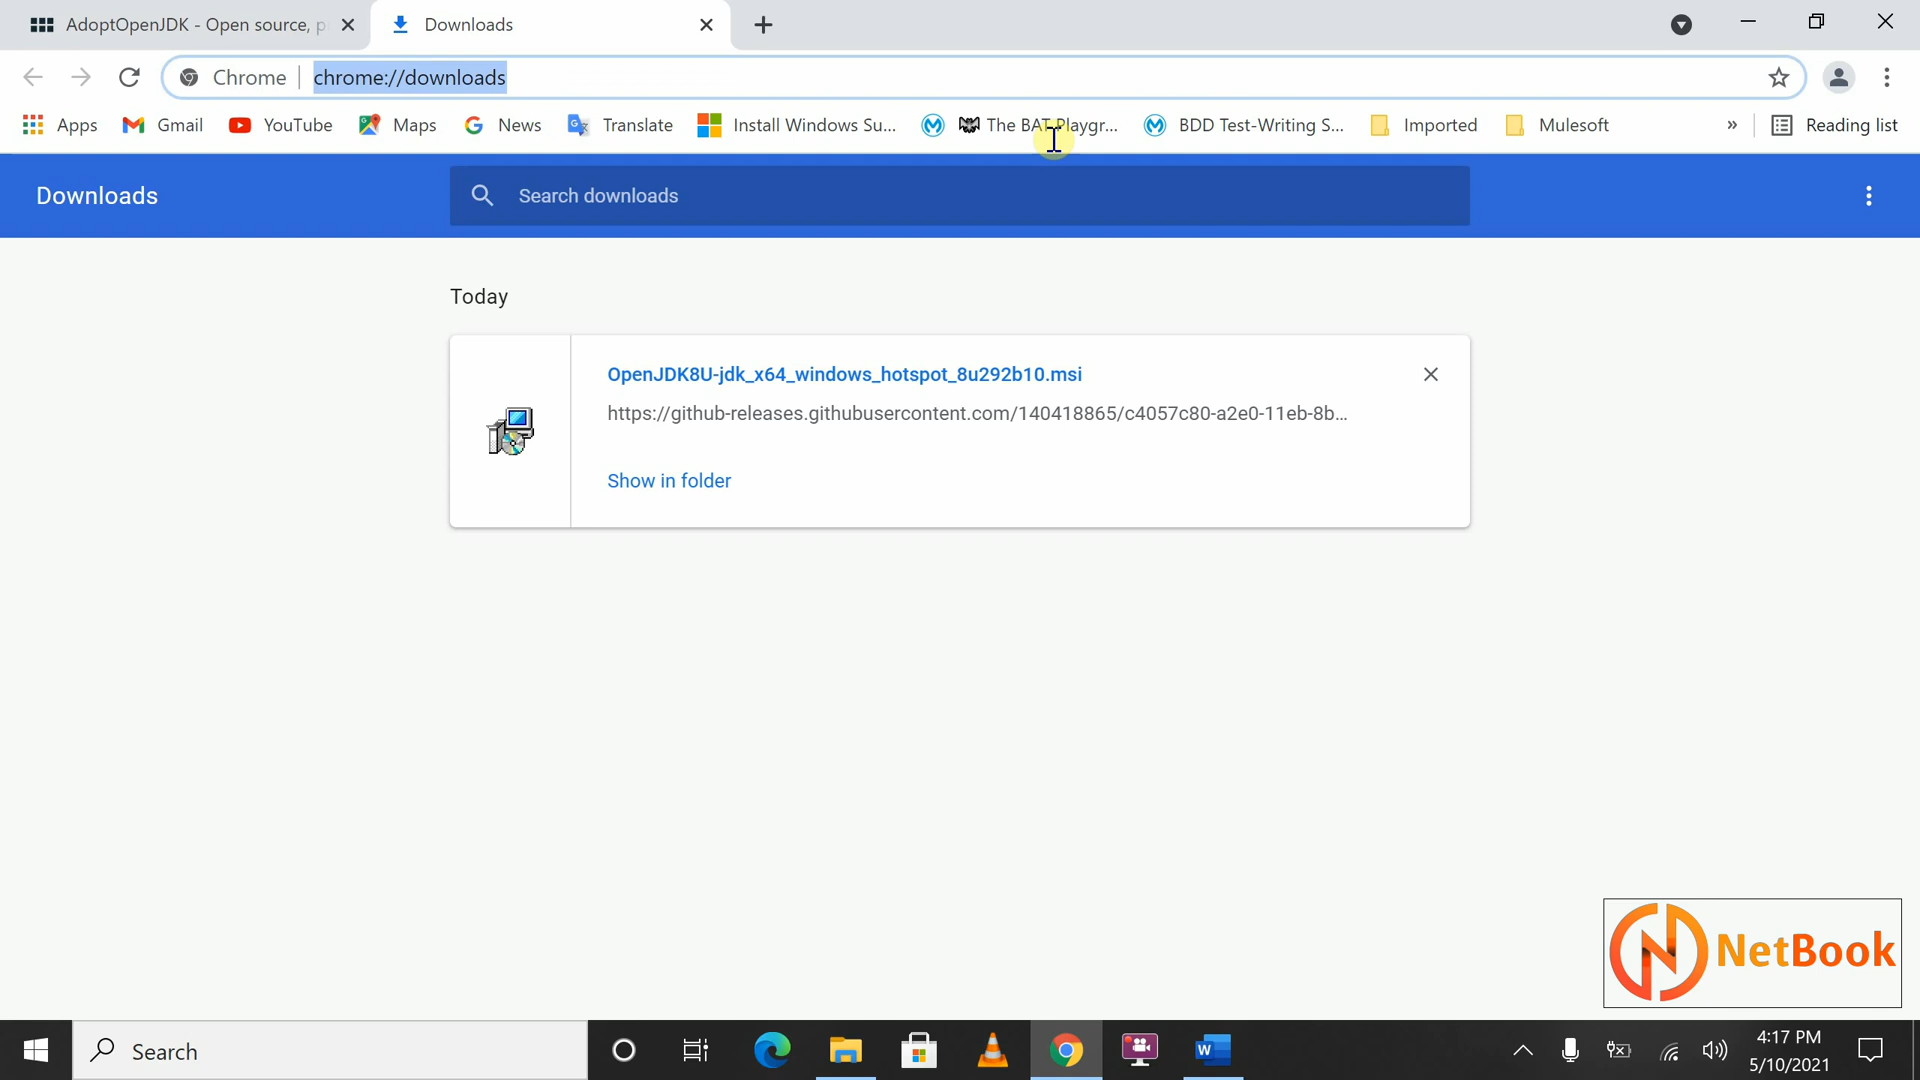 AdoptOpenJDK - Open source, p
Downloads
Chrome
chrome://downloads
Apps
Gmail
YouTube
Maps
News
Translate
Install Windows Su...
The BAT Playgr...
BDD Test-Writing S...
Imported
Mulesoft
»
Reading list
Downloads
Search downloads
Today
OpenJDK8U-jdk_x64_windows_hotspot_8u292b10.msi
https://github-releases.githubusercontent.com/140418865/c4057c80-a2e0-11eb-8b...
Show in folder
NetBook
Search
4:17 PM
5/10/2021